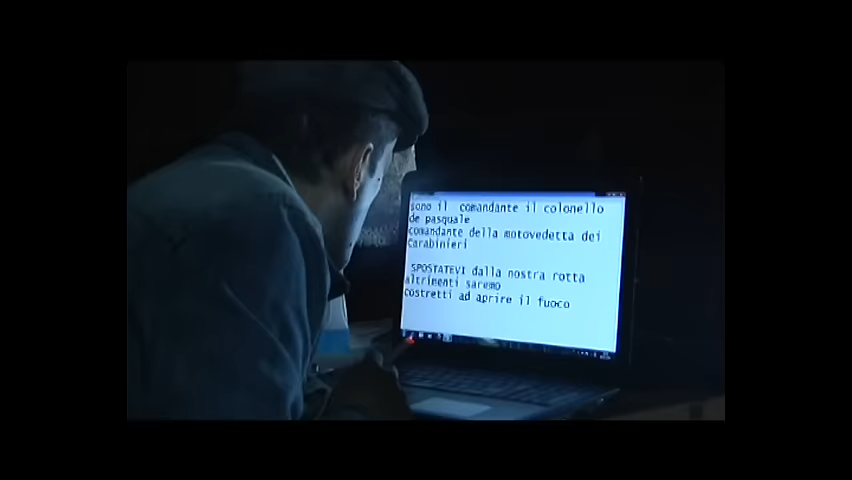 sono il comandante il colonello
de pasquale
comandante della motovedetta dei
Carabinieri
SPOSTATEVI dalla nostra rotta
altrimenti saremo
costretti ad aprire il fuoco